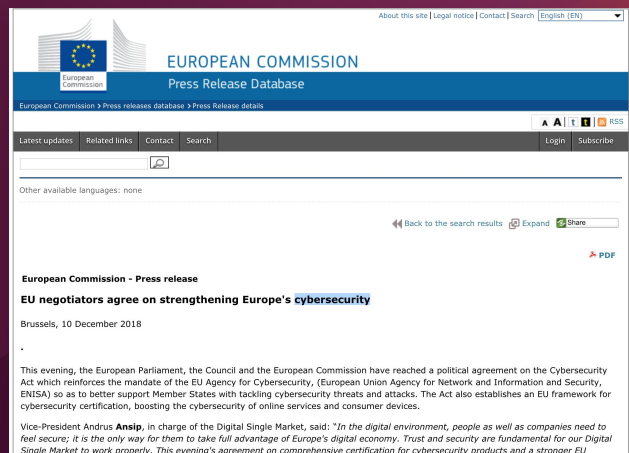 About this site | Legal notice | Contact | Search English (EN)
EUROPEAN COMMISSION
European
Commission
Press Release Database
European Commission > Press releases database > Press Release details
A A t t RSS
Latest updates Related links Contact Search Login Subscribe
Other available languages: none
Back to the search results Expand Share
PDF
European Commission - Press release
EU negotiators agree on strengthening Europe's cybersecurity
Brussels, 10 December 2018
.
This evening, the European Parliament, the Council and the European Commission have reached a political agreement on the Cybersecurity
Act which reinforces the mandate of the EU Agency for Cybersecurity, (European Union Agency for Network and Information and Security,
ENISA) so as to better support Member States with tackling cybersecurity threats and attacks. The Act also establishes an EU framework for
cybersecurity certification, boosting the cybersecurity of online services and consumer devices.
Vice-President Andrus Ansip, in charge of the Digital Single Market, said: "In the digital environment, people as well as companies need to
feel secure; it is the only way for them to take full advantage of Europe's digital economy. Trust and security are fundamental for our Digital
Single Market to work properly. This evening's agreement on comprehensive certification for cybersecurity products and a stronger EU